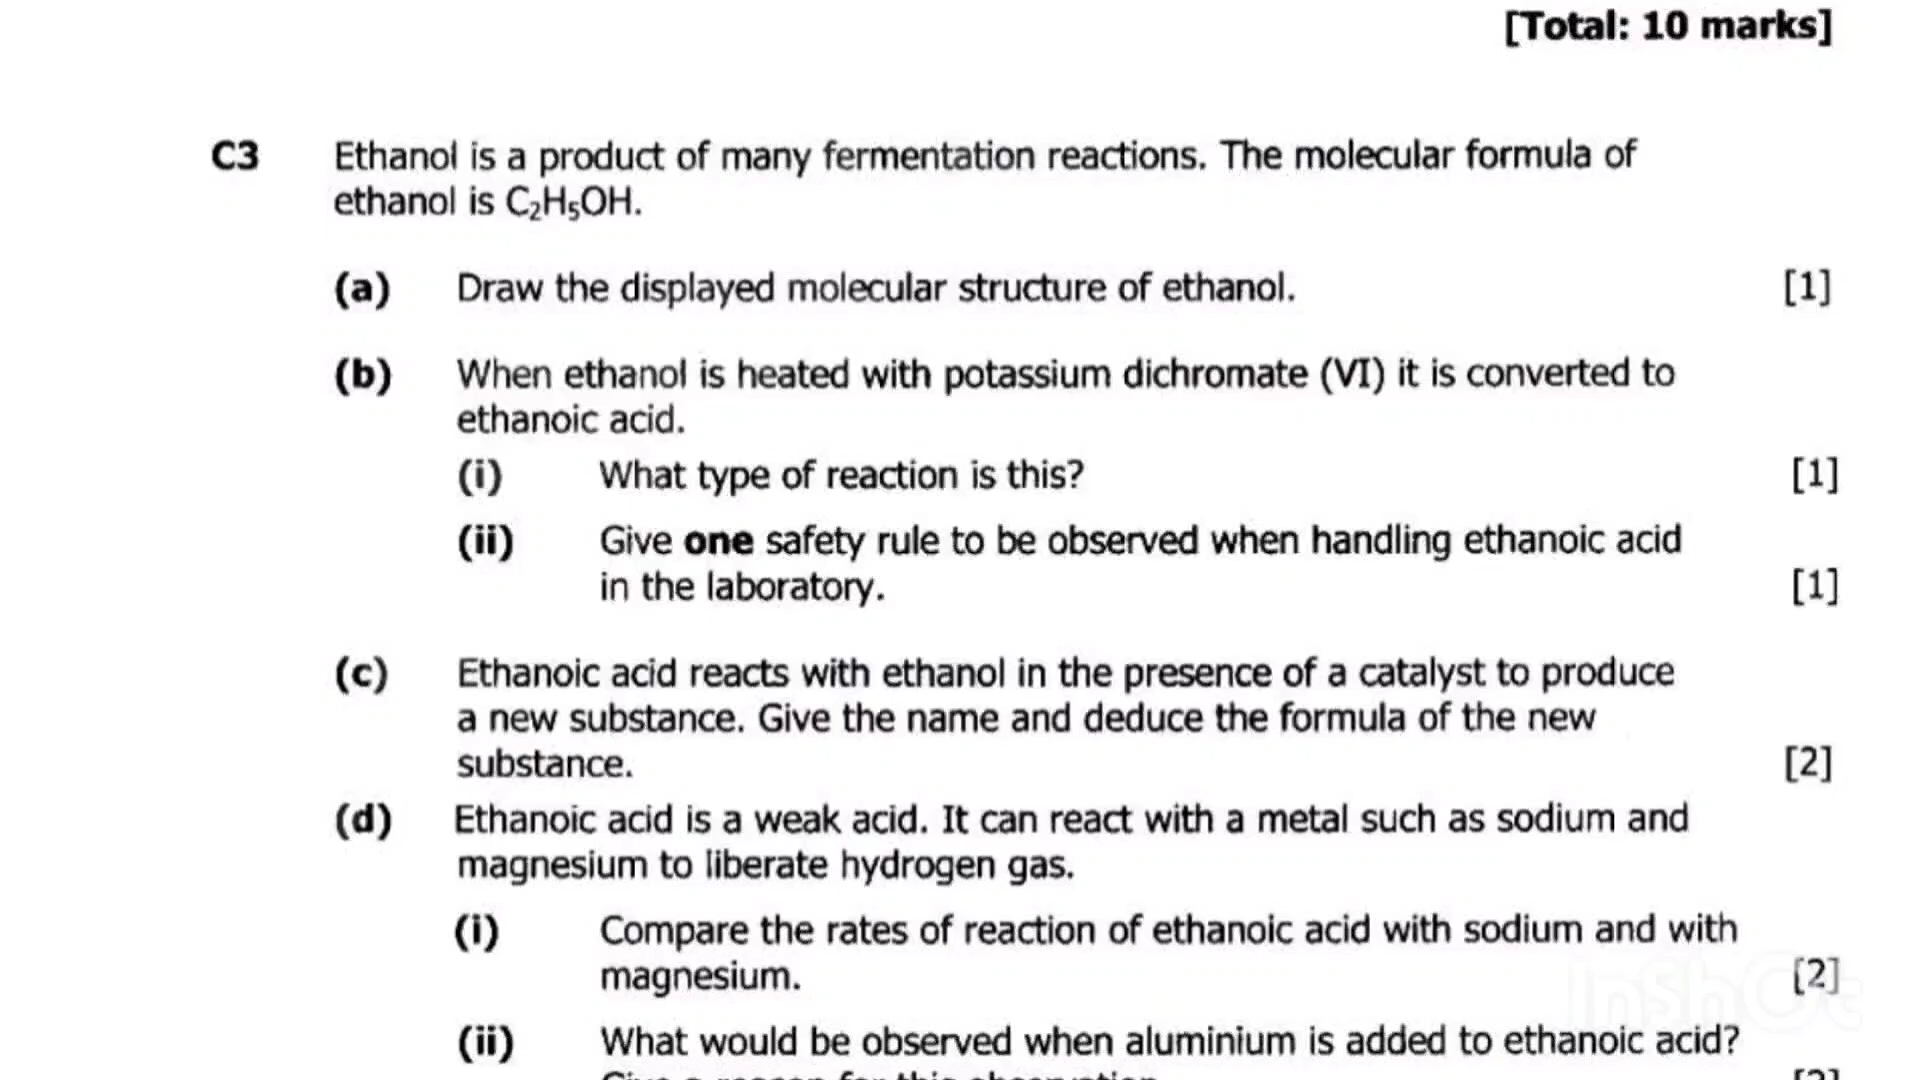 [Total: 10 marks]
C3 Ethanol is a product of many fermentation reactions. The molecular formula of
ethanol is C₂H₅OH.
(a) Draw the displayed molecular structure of ethanol. [1]
(b) When ethanol is heated with potassium dichromate (VI) it is converted to
ethanoic acid.
(i) What type of reaction is this? [1]
(ii) Give one safety rule to be observed when handling ethanoic acid
in the laboratory. [1]
(c) Ethanoic acid reacts with ethanol in the presence of a catalyst to produce
a new substance. Give the name and deduce the formula of the new
substance. [2]
(d) Ethanoic acid is a weak acid. It can react with a metal such as sodium and
magnesium to liberate hydrogen gas.
(i) Compare the rates of reaction of ethanoic acid with sodium and with
magnesium. [2]
InShOt
(ii) What would be observed when aluminium is added to ethanoic acid?
Give a reason for this observation.